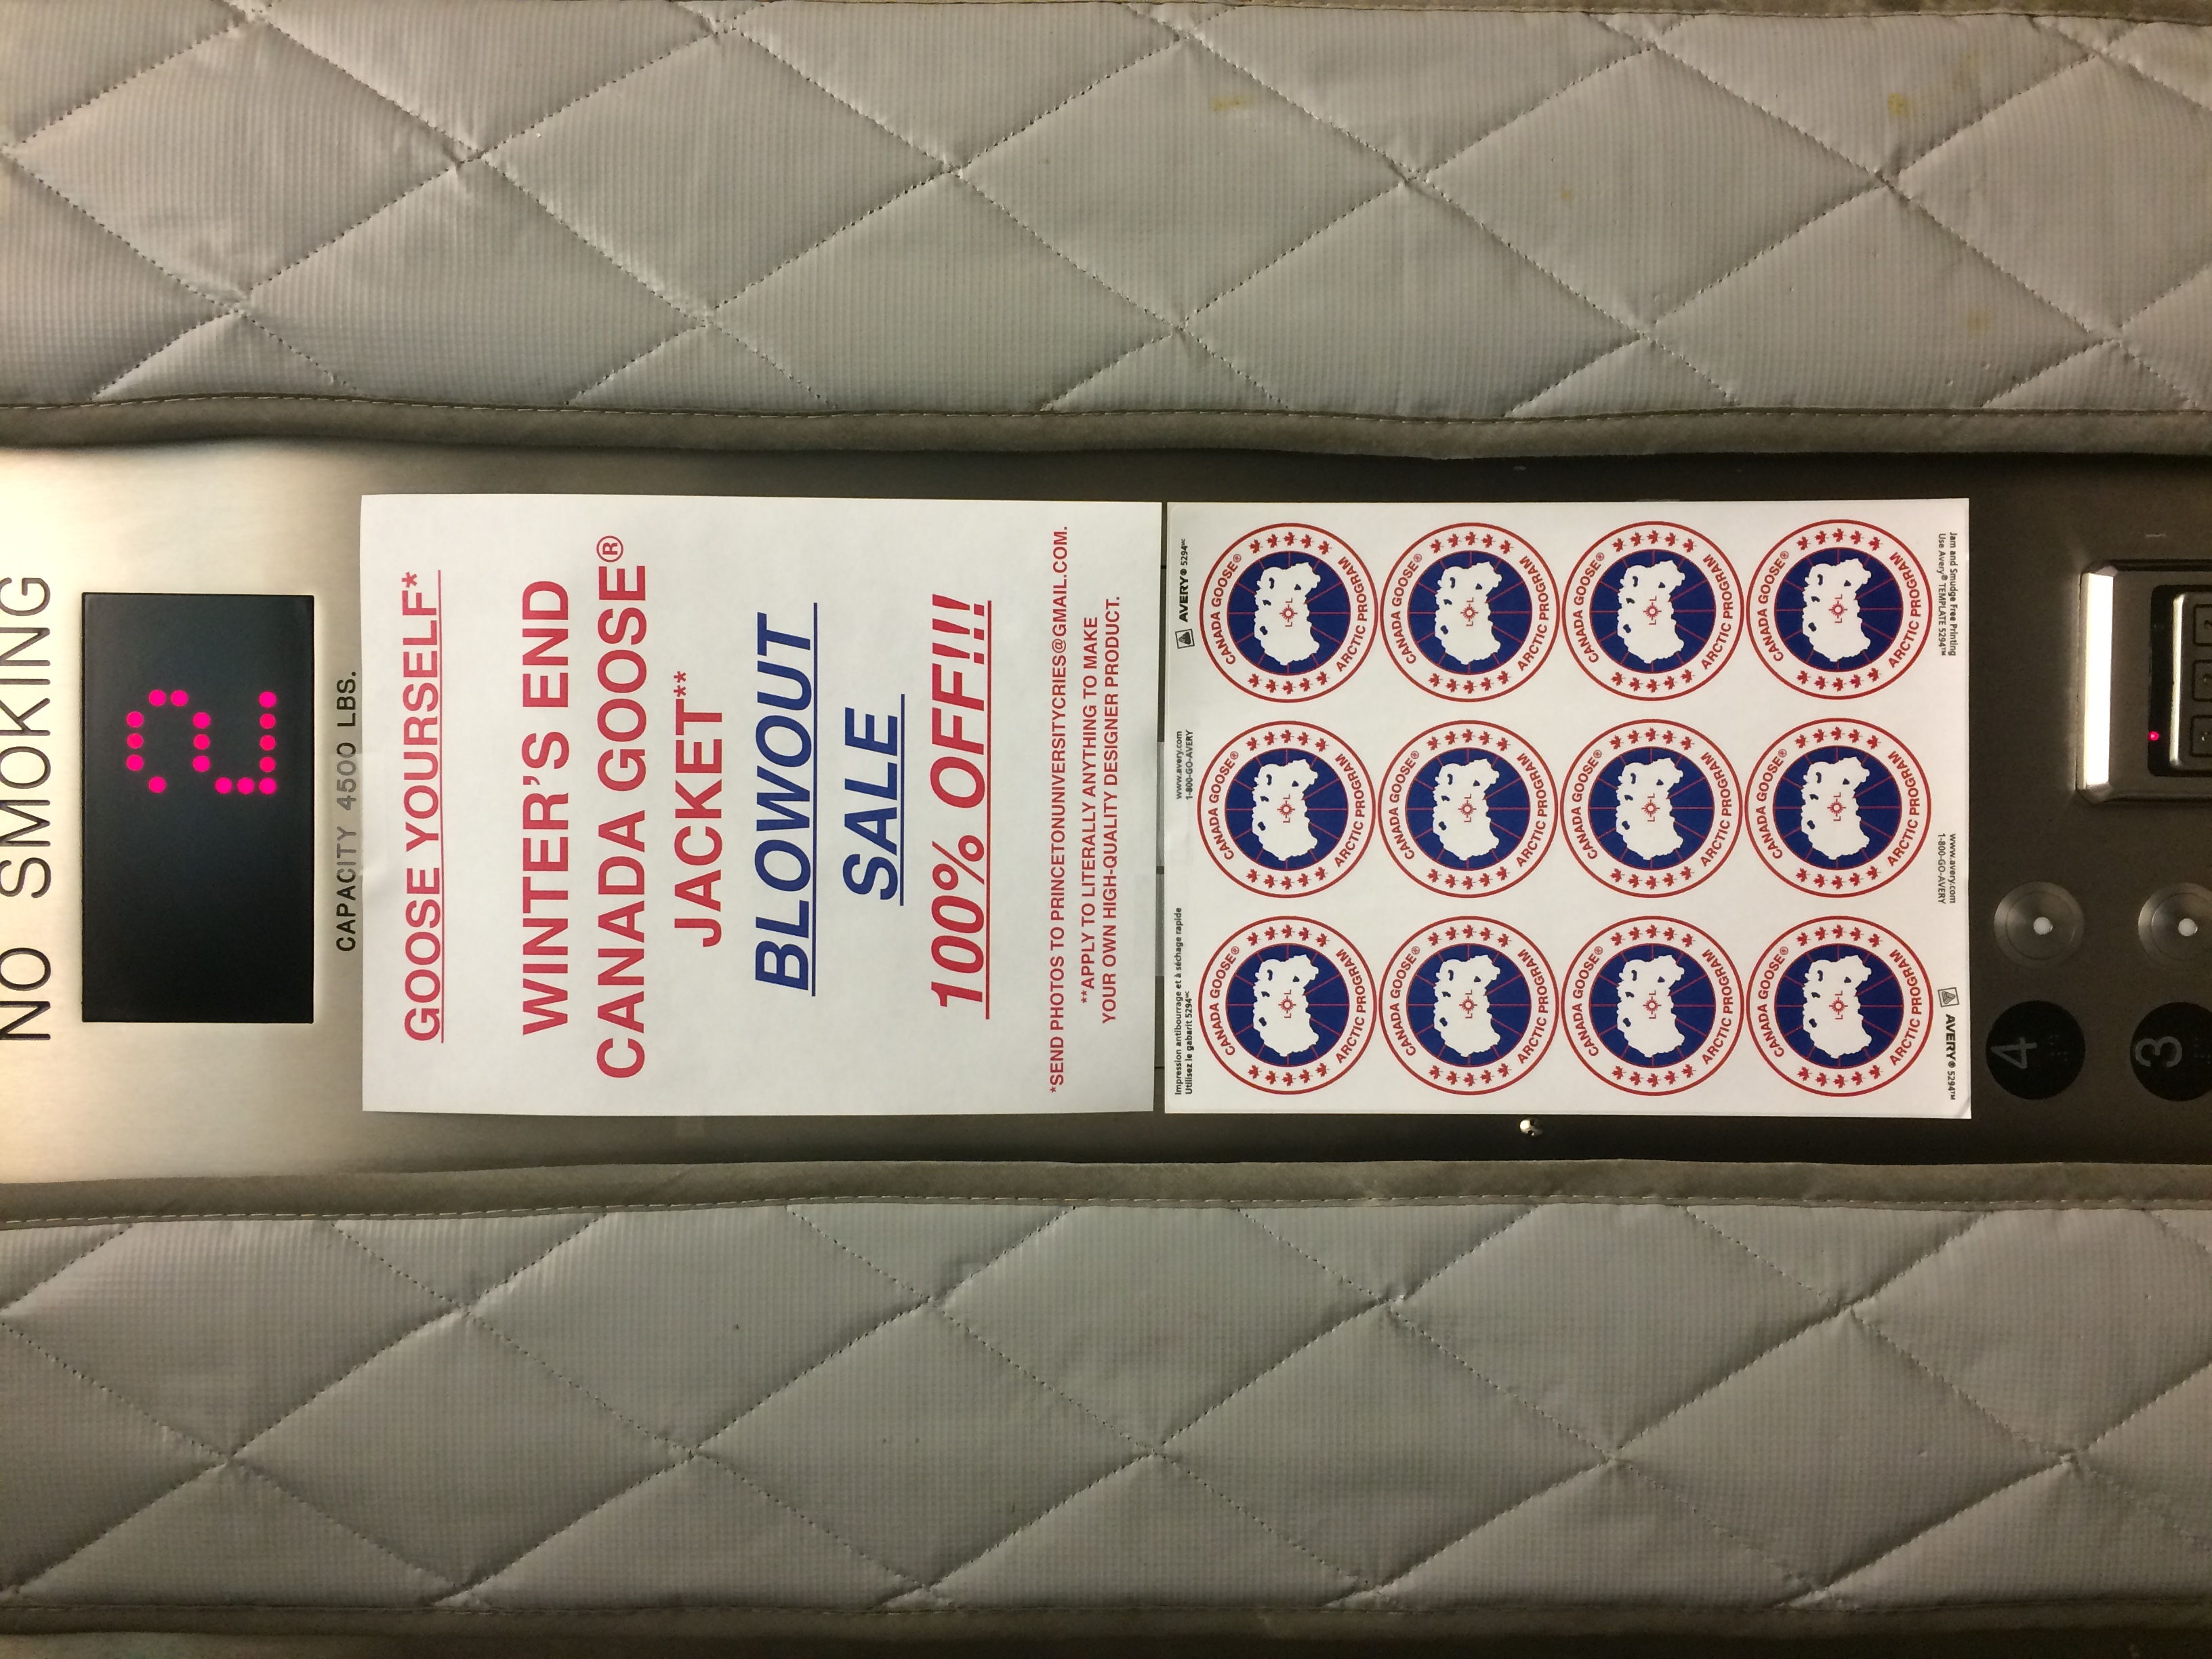 NO SMOKING
2
CAPACITY 4500 LBS.
GOOSE YOURSELF*
WINTER'S END
CANADA GOOSE®
JACKET**
BLOWOUT
SALE
100% OFF!!!
*SEND PHOTOS TO PRINCETONUNIVERSITYCRIES@GMAIL.COM.
**APPLY TO LITERALLY ANYTHING TO MAKE
YOUR OWN HIGH-QUALITY DESIGNER PRODUCT.
Impression antibourrage et à séchage rapide
Utilisez le gabarit 5294MC
www.avery.com
1-800-GO-AVERY
AVERY® 5294MC
CANADA GOOSE®
L L
ARCTIC PROGRAM
CANADA GOOSE®
L L
ARCTIC PROGRAM
CANADA GOOSE®
L L
ARCTIC PROGRAM
CANADA GOOSE®
L L
ARCTIC PROGRAM
CANADA GOOSE®
L L
ARCTIC PROGRAM
CANADA GOOSE®
L L
ARCTIC PROGRAM
CANADA GOOSE®
L L
ARCTIC PROGRAM
CANADA GOOSE®
L L
ARCTIC PROGRAM
CANADA GOOSE®
L L
ARCTIC PROGRAM
CANADA GOOSE®
L L
ARCTIC PROGRAM
CANADA GOOSE®
L L
ARCTIC PROGRAM
CANADA GOOSE®
L L
ARCTIC PROGRAM
AVERY® 5294™
www.avery.com
1-800-GO-AVERY
Jam and Smudge Free Printing
Use Avery® TEMPLATE 5294™
4
3